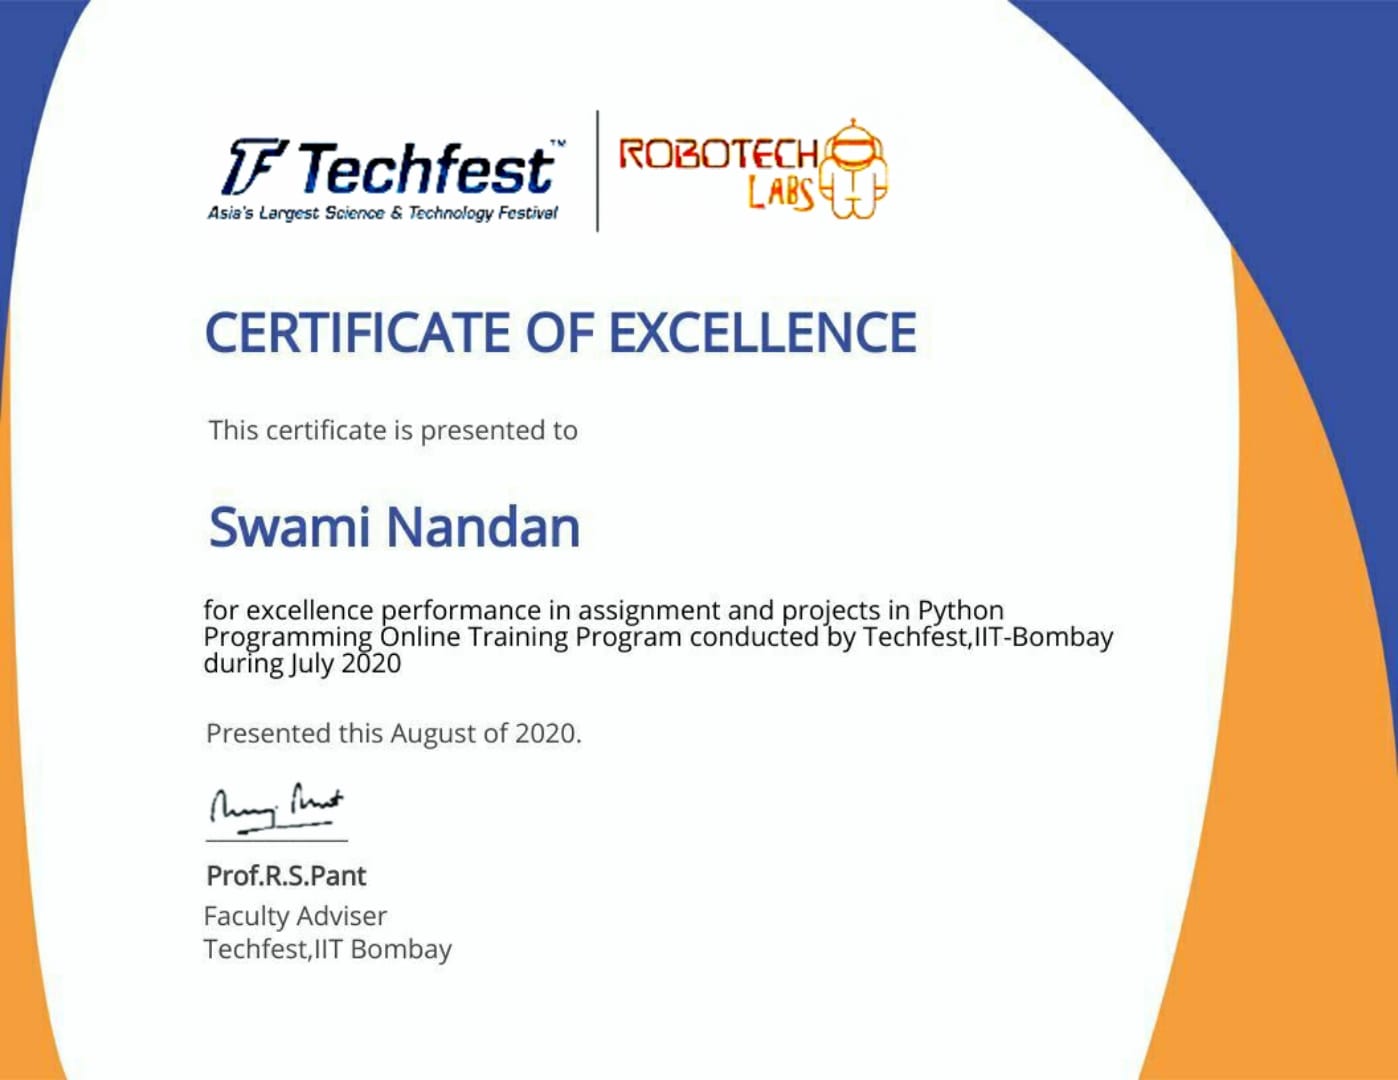 TF Techfest™
Asia's Largest Science & Technology Festival
ROBOTECH
LABS
CERTIFICATE OF EXCELLENCE
This certificate is presented to
Swami Nandan
for excellence performance in assignment and projects in Python
Programming Online Training Program conducted by Techfest,IIT-Bombay
during July 2020
Presented this August of 2020.
Prof.R.S.Pant
Faculty Adviser
Techfest,IIT Bombay